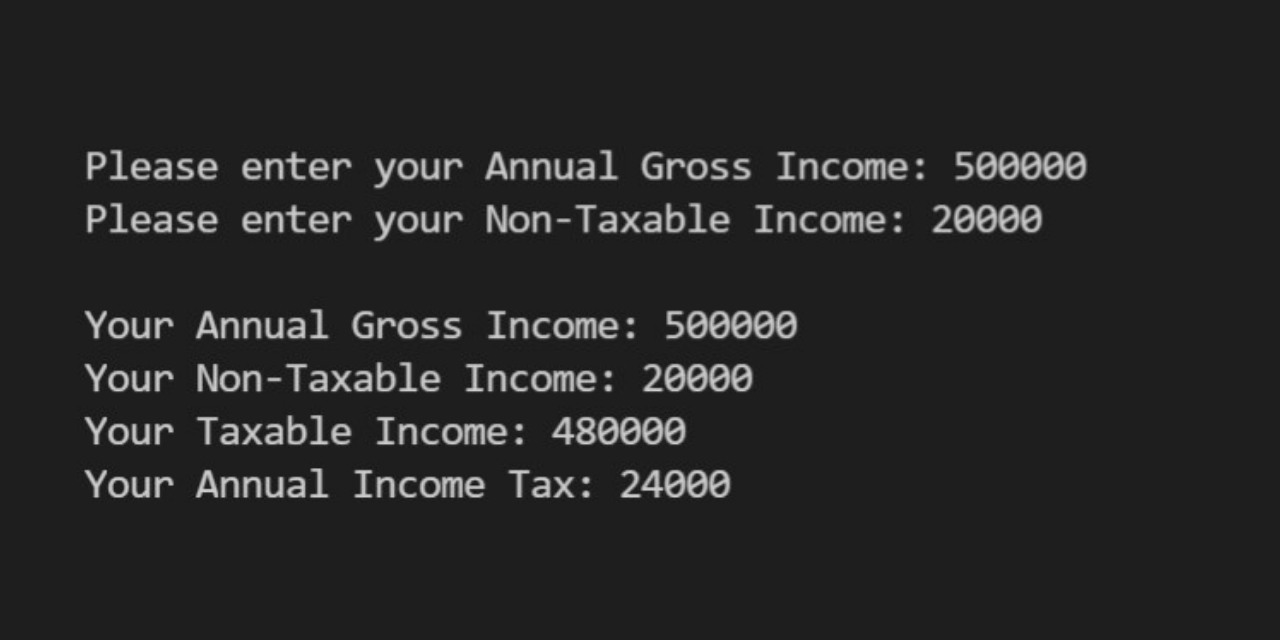 Please enter your Annual Gross Income: 500000
Please enter your Non-Taxable Income: 20000
Your Annual Gross Income: 500000
Your Non-Taxable Income: 20000
Your Taxable Income: 480000
Your Annual Income Tax: 24000